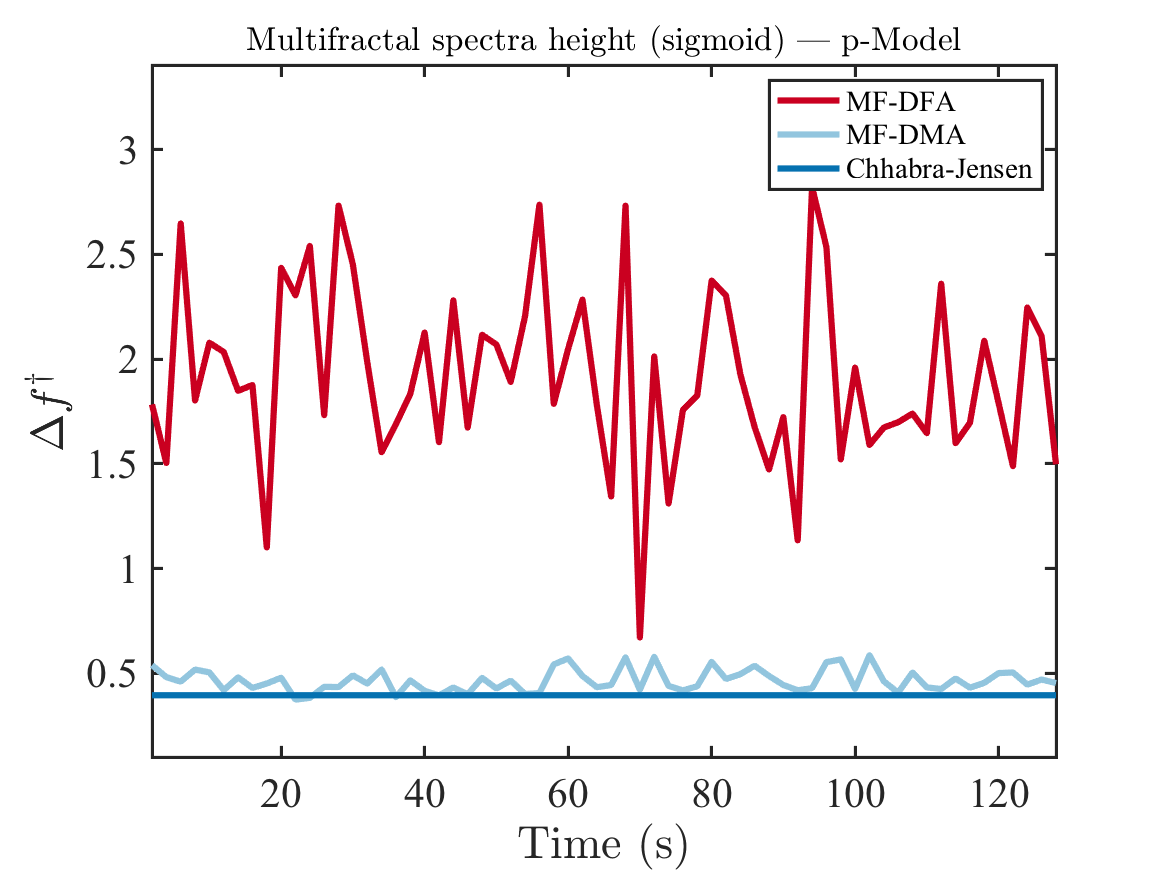 Multifractal spectra height (sigmoid) — p-Model
MF-DFA
MF-DMA
Chhabra-Jensen
3
2.5
2
1.5
1
0.5
Δf†
20 40 60 80 100 120
Time (s)